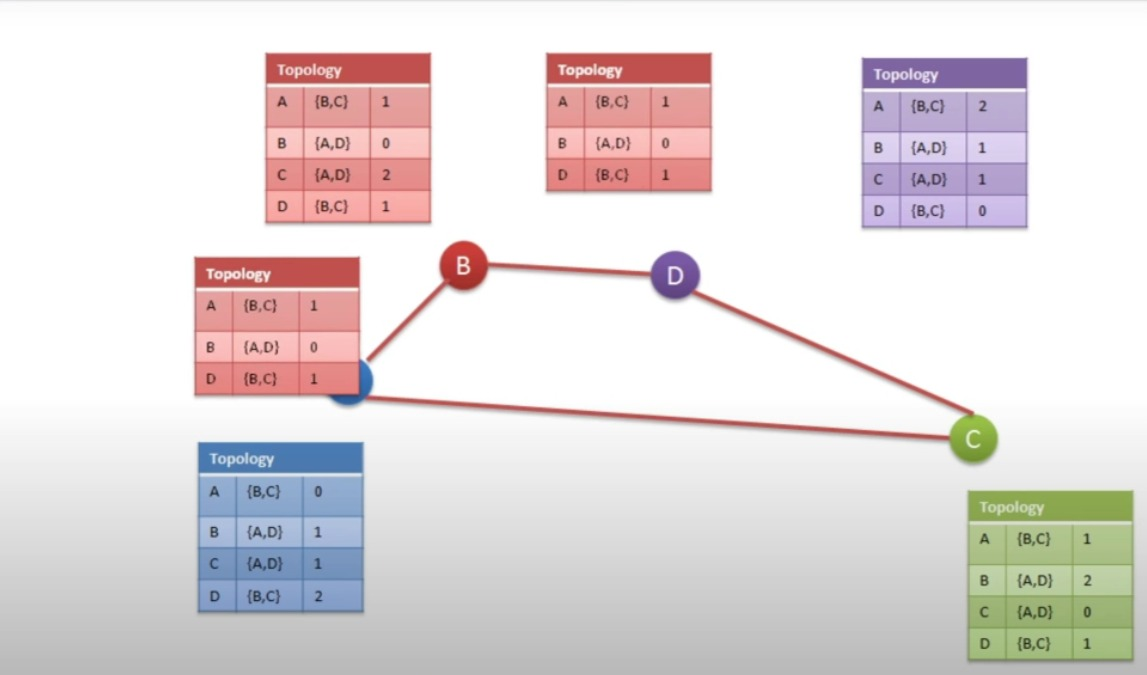 Topology
A {B,C} 1
B {A,D} 0
C {A,D} 2
D {B,C} 1
Topology
A {B,C} 1
B {A,D} 0
D {B,C} 1
Topology
A {B,C} 2
B {A,D} 1
C {A,D} 1
D {B,C} 0
B
D
Topology
A {B,C} 1
B {A,D} 0
D {B,C} 1
C
Topology
A {B,C} 0
B {A,D} 1
C {A,D} 1
D {B,C} 2
Topology
A {B,C} 1
B {A,D} 2
C {A,D} 0
D {B,C} 1